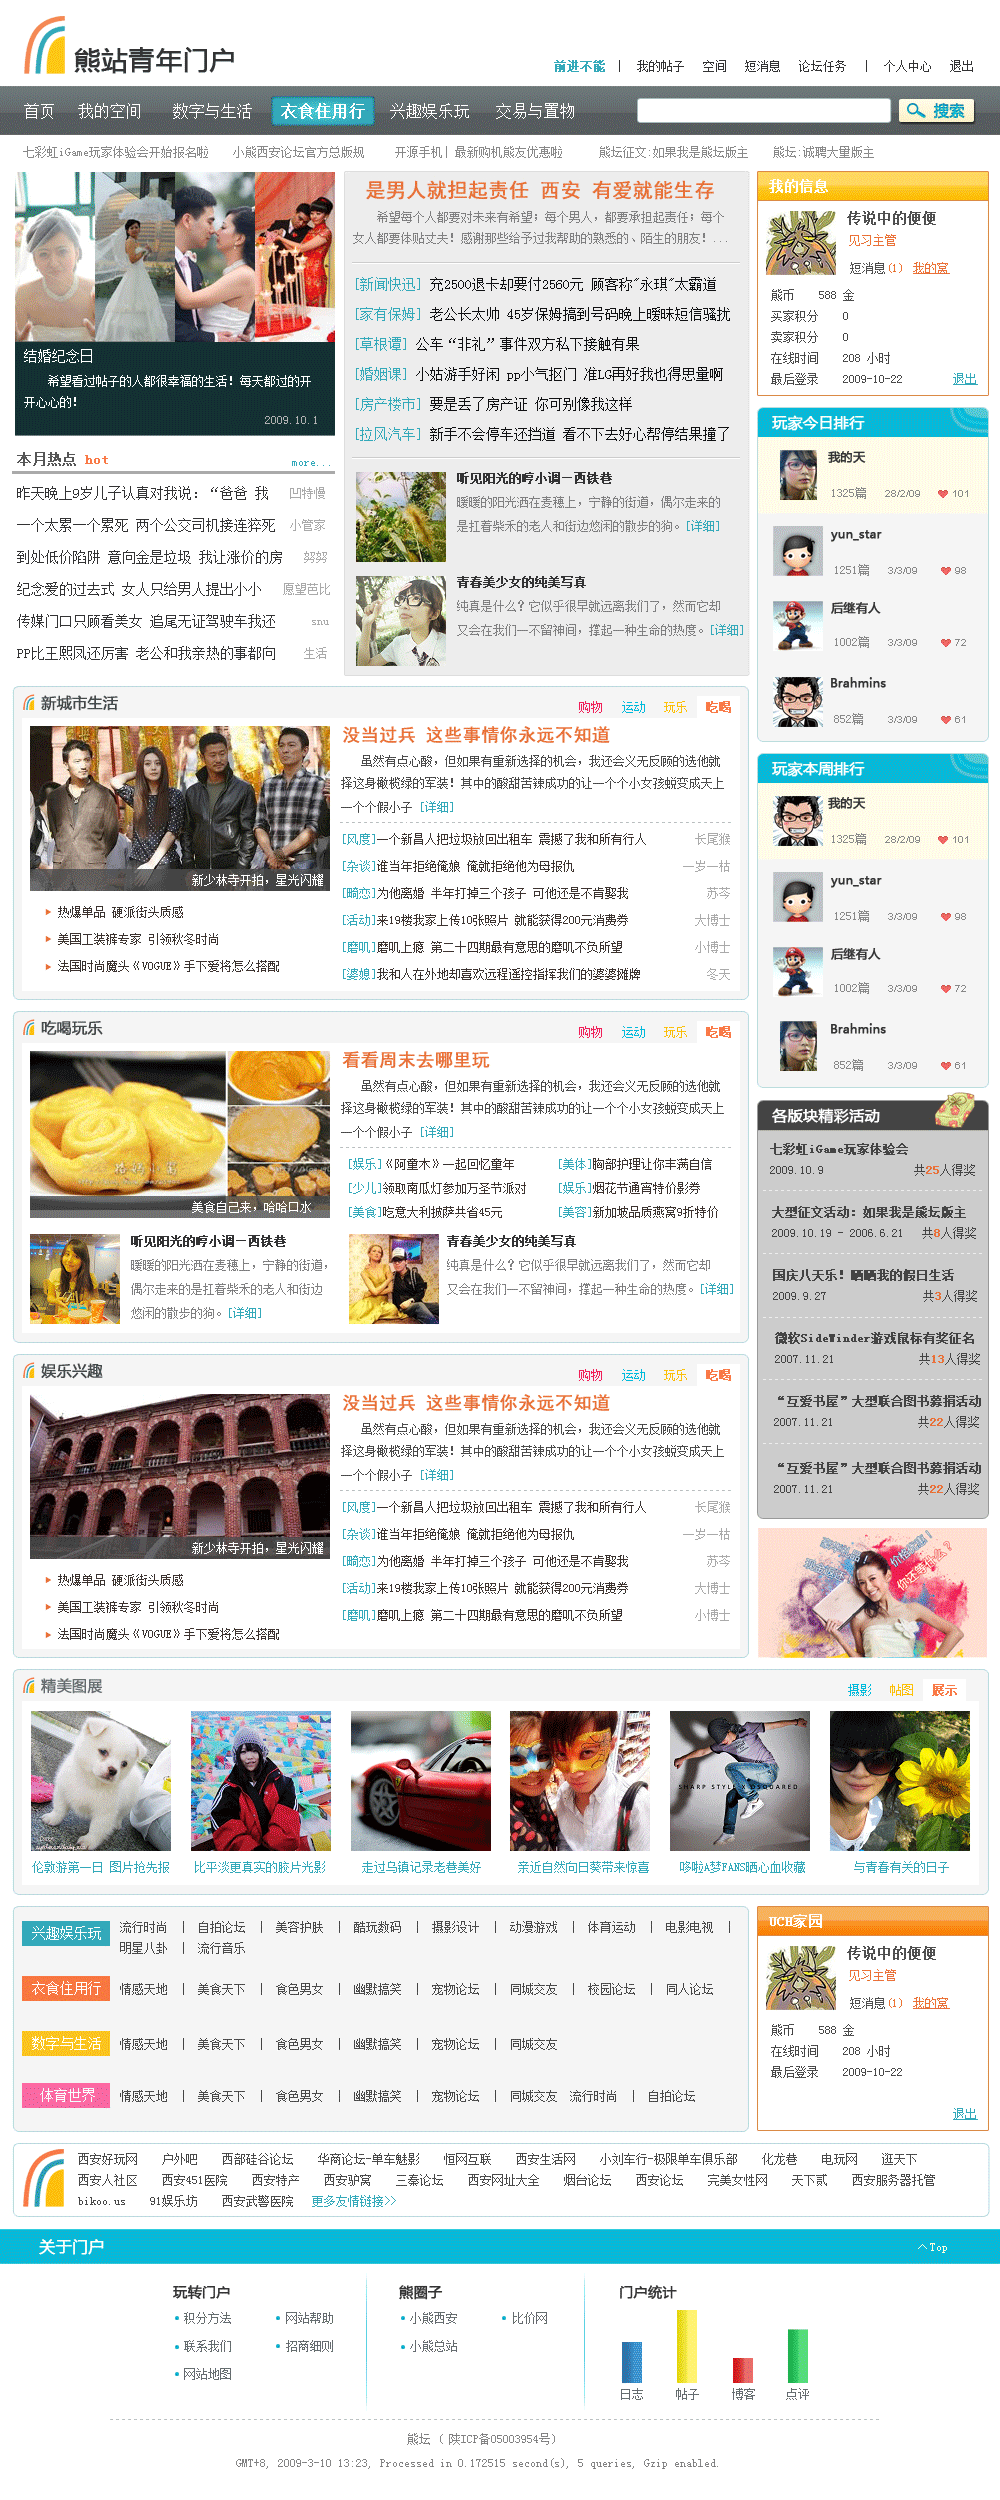 熊站青年门户
前进不能 | 我的帖子 空间 短消息 论坛任务 | 个人中心 退出
首页 我的空间 数字与生活 衣食住用行 兴趣娱乐玩 交易与置物 搜索
七彩虹iGame玩家体验会开始报名啦 小熊西安论坛官方总版规 开源手机| 最新购机熊友优惠啦 熊坛征文:如果我是熊坛版主 熊坛:诚聘大量版主
结婚纪念日
希望看过帖子的人都很幸福的生活! 每天都过的开
开心心的!
2009.10.1
本月热点 hot more...
昨天晚上9岁儿子认真对我说: “爸爸 我 凹特慢
一个太累一个累死 两个公交司机接连猝死 小管家
到处低价陷阱 意向金是垃圾 我让涨价的房 努努
纪念爱的过去式 女人只给男人提出小小 愿望芭比
传媒门口只顾看美女 追尾无证驾驶车我还 snu
PP比王熙凤还厉害 老公和我亲热的事都向 生活
是男人就担起责任 西安 有爱就能生存
希望每个人都要对未来有希望; 每个男人, 都要承担起责任; 每个
女人都要体贴丈夫! 感谢那些给予过我帮助的熟悉的、陌生的朋友! ...
[新闻快迅] 充2500退卡却要付2560元 顾客称"永琪"太霸道
[家有保姆] 老公长太帅 45岁保姆搞到号码晚上暧昧短信骚扰
[草根谭] 公车 “非礼” 事件双方私下接触有果
[婚姻课] 小姑游手好闲 pp小气抠门 准LG再好我也得思量啊
[房产楼市] 要是丢了房产证 你可别像我这样
[拉风汽车] 新手不会停车还挡道 看不下去好心帮停结果撞了
听见阳光的哼小调－西铁巷
暖暖的阳光洒在麦穗上, 宁静的街道, 偶尔走来的
是扛着柴禾的老人和街边悠闲的散步的狗。[详细]
青春美少女的纯美写真
纯真是什么? 它似乎很早就远离我们了, 然而它却
又会在我们一不留神间, 撑起一种生命的热度。[详细]
我的信息
传说中的便便
见习主管
短消息(1) 我的窝
熊币 588 金
买家积分 0
卖家积分 0
在线时间 208 小时
最后登录 2009-10-22 退出
玩家今日排行
我的天
1325篇 28/2/09 101
yun_star
1251篇 3/3/09 98
后继有人
1002篇 3/3/09 72
Brahmins
852篇 3/3/09 61
新城市生活 购物 运动 玩乐 吃喝
新少林寺开拍, 星光闪耀
热爆单品 硬派街头质感
美国工装裤专家 引领秋冬时尚
法国时尚魔头《VOGUE》手下爱将怎么搭配
没当过兵 这些事情你永远不知道
虽然有点心酸, 但如果有重新选择的机会, 我还会义无反顾的选他就
择这身橄榄绿的军装! 其中的酸甜苦辣成功的让一个个小女孩蜕变成天上
一个个假小子 [详细]
[风度]一个新昌人把垃圾放回出租车 震撼了我和所有行人 长尾猴
[杂谈]谁当年拒绝俺娘 俺就拒绝他为母报仇 一岁一枯
[畸恋]为他离婚 半年打掉三个孩子 可他还是不肯娶我 苏芩
[活动]来19楼我家上传10张照片 就能获得200元消费券 大博士
[磨叽]磨叽上瘾 第二十四期最有意思的磨叽不负所望 小博士
[婆媳]我和人在外地却喜欢远程遥控指挥我们的婆婆摊牌 冬天
玩家本周排行
我的天
1325篇 28/2/09 101
yun_star
1251篇 3/3/09 98
后继有人
1002篇 3/3/09 72
Brahmins
852篇 3/3/09 61
吃喝玩乐 购物 运动 玩乐 吃喝
美食自己来, 哈哈口水
看看周末去哪里玩
虽然有点心酸, 但如果有重新选择的机会, 我还会义无反顾的选他就
择这身橄榄绿的军装! 其中的酸甜苦辣成功的让一个个小女孩蜕变成天上
一个个假小子 [详细]
[娱乐]《阿童木》一起回忆童年 [美体]胸部护理让你丰满自信
[少儿]领取南瓜灯参加万圣节派对 [娱乐]烟花节通宵特价影券
[美食]吃意大利披萨共省45元 [美容]新加坡品质燕窝9折特价
听见阳光的哼小调－西铁巷
暖暖的阳光洒在麦穗上, 宁静的街道,
偶尔走来的是扛着柴禾的老人和街边
悠闲的散步的狗。[详细]
青春美少女的纯美写真
纯真是什么? 它似乎很早就远离我们了, 然而它却
又会在我们一不留神间, 撑起一种生命的热度。[详细]
各版块精彩活动
七彩虹iGame玩家体验会
2009.10.9 共25人得奖
大型征文活动: 如果我是熊坛版主
2009.10.19 - 2006.6.21 共8人得奖
国庆八天乐! 晒晒我的假日生活
2009.9.27 共3人得奖
微软SideWinder游戏鼠标有奖征名
2007.11.21 共13人得奖
“互爱书屋” 大型联合图书募捐活动
2007.11.21 共22人得奖
“互爱书屋” 大型联合图书募捐活动
2007.11.21 共22人得奖
娱乐兴趣 购物 运动 玩乐 吃喝
新少林寺开拍, 星光闪耀
热爆单品 硬派街头质感
美国工装裤专家 引领秋冬时尚
法国时尚魔头《VOGUE》手下爱将怎么搭配
没当过兵 这些事情你永远不知道
虽然有点心酸, 但如果有重新选择的机会, 我还会义无反顾的选他就
择这身橄榄绿的军装! 其中的酸甜苦辣成功的让一个个小女孩蜕变成天上
一个个假小子 [详细]
[风度]一个新昌人把垃圾放回出租车 震撼了我和所有行人 长尾猴
[杂谈]谁当年拒绝俺娘 俺就拒绝他为母报仇 一岁一枯
[畸恋]为他离婚 半年打掉三个孩子 可他还是不肯娶我 苏芩
[活动]来19楼我家上传10张照片 就能获得200元消费券 大博士
[磨叽]磨叽上瘾 第二十四期最有意思的磨叽不负所望 小博士
你还等什么?
精美图展 摄影 帖图 展示
SHARP STYLE X DSQUARED
伦敦游第一日 图片抢先报 比平淡更真实的胶片光影 走过乌镇记录老巷美好 亲近自然向日葵带来惊喜 哆啦A梦FANS晒心血收藏 与青春有关的日子
兴趣娱乐玩 流行时尚 | 自拍论坛 | 美容护肤 | 酷玩数码 | 摄影设计 | 动漫游戏 | 体育运动 | 电影电视 |
明星八卦 | 流行音乐
衣食住用行 情感天地 | 美食天下 | 食色男女 | 幽默搞笑 | 宠物论坛 | 同城交友 | 校园论坛 | 同人论坛
数字与生活 情感天地 | 美食天下 | 食色男女 | 幽默搞笑 | 宠物论坛 | 同城交友
体育世界 情感天地 | 美食天下 | 食色男女 | 幽默搞笑 | 宠物论坛 | 同城交友 流行时尚 | 自拍论坛
UCH家园
传说中的便便
见习主管
短消息(1) 我的窝
熊币 588 金
在线时间 208 小时
最后登录 2009-10-22
退出
西安好玩网 户外吧 西部硅谷论坛 华商论坛-单车魅影 恒网互联 西安生活网 小刘车行-极限单车俱乐部 化龙巷 电玩网 逛天下
西安人社区 西安451医院 西安特产 西安驴窝 三秦论坛 西安网址大全 烟台论坛 西安论坛 完美女性网 天下贰 西安服务器托管
bikoo.us 91娱乐坊 西安武警医院 更多友情链接>>
关于门户 Top
玩转门户 熊圈子 门户统计
积分方法 网站帮助 小熊西安 比价网
联系我们 招商细则 小熊总站
网站地图
日志 帖子 博客 点评
熊坛 ( 陕ICP备05003954号)
GMT+8, 2009-3-10 13:23, Processed in 0.172515 second(s), 5 queries, Gzip enabled.